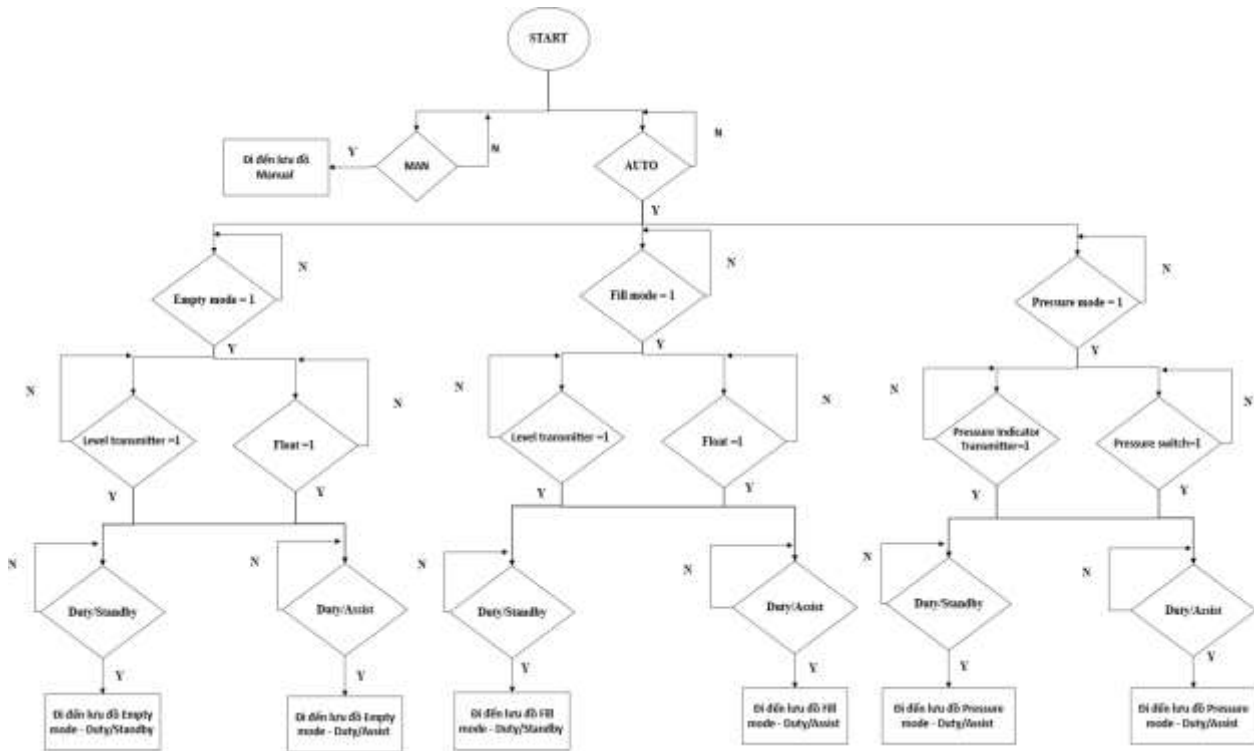 START
N
Y
N
Đi đến lưu đồ
Manual
MAN
AUTO
Y
N
N
N
Empty mode = 1
Fill mode = 1
Pressure mode = 1
Y
Y
Y
N
N
N
N
N
N
Level transmitter =1
Float =1
Level transmitter =1
Float =1
Pressure Indicator
Transmitter=1
Pressure switch=1
Y
Y
Y
Y
Y
Y
N
N
N
N
N
N
Duty/Standby
Duty/Assist
Duty/Standby
Duty/Assist
Duty/Standby
Duty/Assist
Y
Y
Y
Y
Y
Y
Đi đến lưu đồ Empty
mode - Duty/Standby
Đi đến lưu đồ Empty
mode - Duty/Assist
Đi đến lưu đồ Fill
mode - Duty/Standby
Đi đến lưu đồ Fill
mode - Duty/Assist
Đi đến lưu đồ Pressure
mode - Duty/Assist
Đi đến lưu đồ Pressure
mode - Duty/Assist